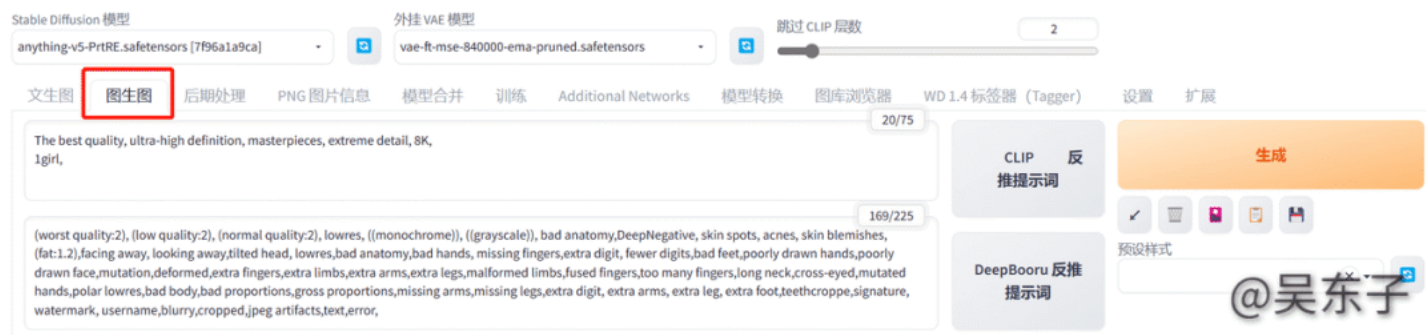 Stable Diffusion 模型
外挂 VAE 模型
跳过 CLIP 层数
2
anything-v5-PrtRE.safetensors [7f96a1a9ca]
vae-ft-mse-840000-ema-pruned.safetensors
文生图 图生图 后期处理 PNG 图片信息 模型合并 训练 Additional Networks 模型转换 图库浏览器 WD 1.4 标签器（Tagger） 设置 扩展
20/75
The best quality, ultra-high definition, masterpieces, extreme detail, 8K,
1girl,
CLIP 反
推提示词
生成
169/225
(worst quality:2), (low quality:2), (normal quality:2), lowres, ((monochrome)), ((grayscale)), bad anatomy,DeepNegative, skin spots, acnes, skin blemishes,
(fat:1.2),facing away, looking away,tilted head, lowres,bad anatomy,bad hands, missing fingers,extra digit, fewer digits,bad feet,poorly drawn hands,poorly
drawn face,mutation,deformed,extra fingers,extra limbs,extra arms,extra legs,malformed limbs,fused fingers,too many fingers,long neck,cross-eyed,mutated
hands,polar lowres,bad body,bad proportions,gross proportions,missing arms,missing legs,extra digit, extra arms, extra leg, extra foot,teethcroppe,signature,
watermark, username,blurry,cropped,jpeg artifacts,text,error,
DeepBooru 反推
提示词
预设样式
@吴东子